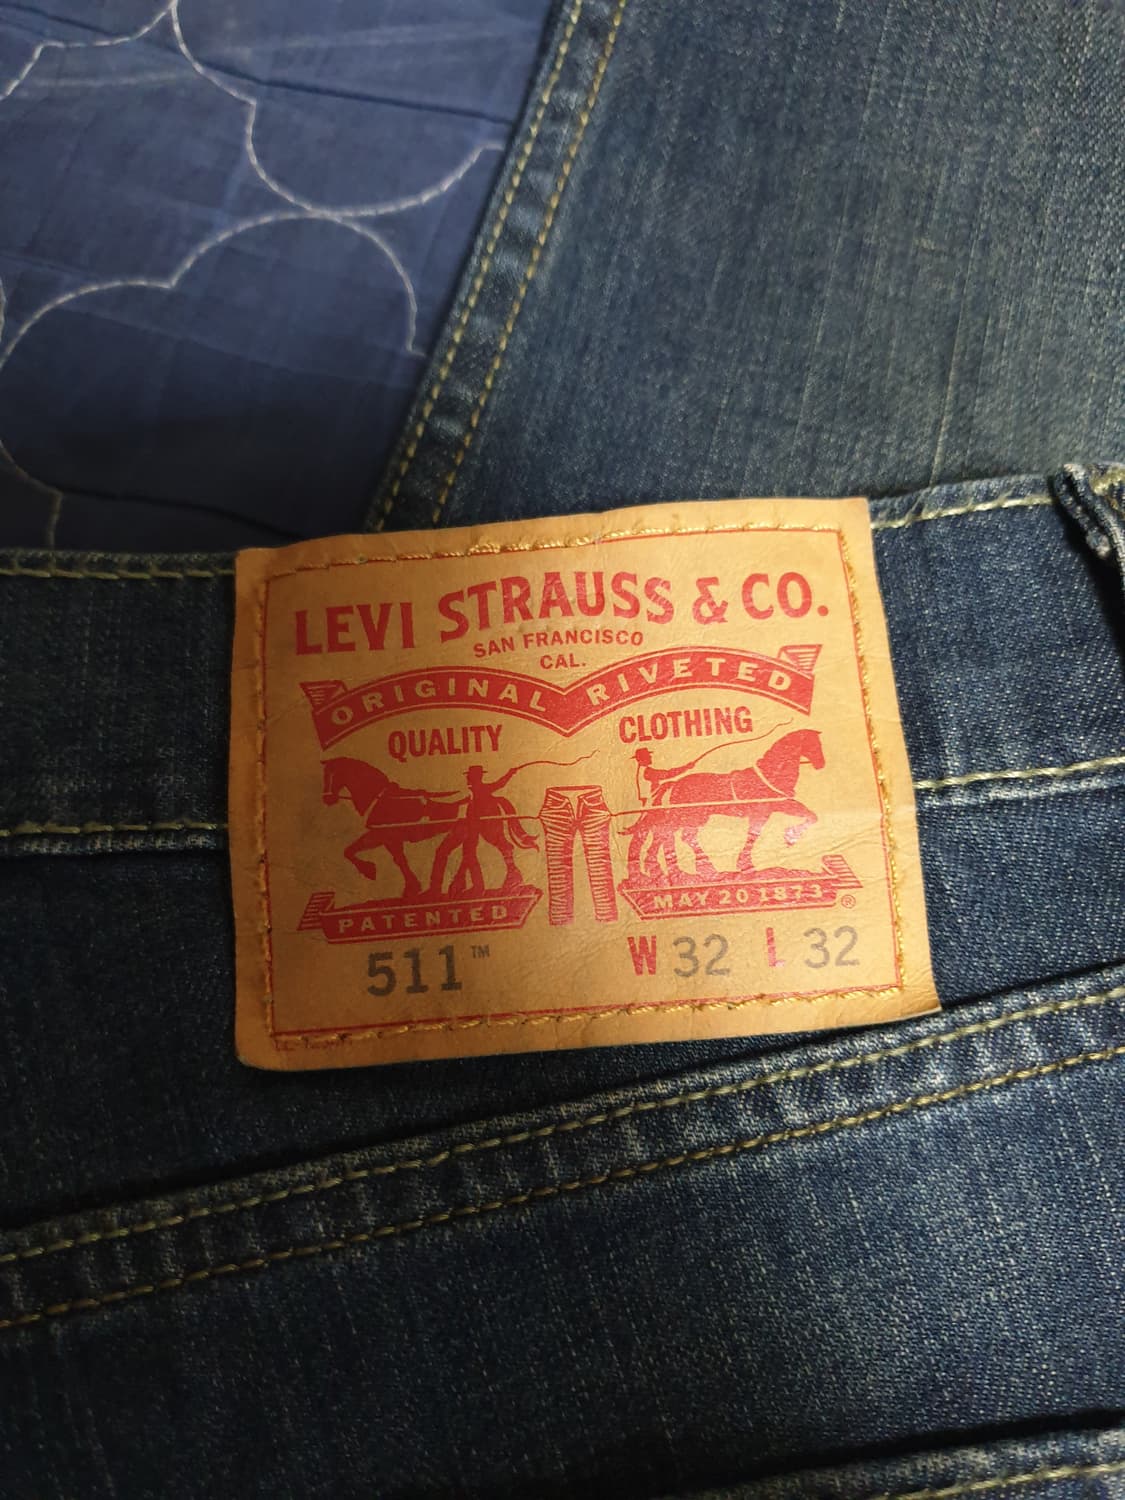 LEVI STRAUSS & CO.
SAN FRANCISCO
CAL.
ORIGINAL RIVETED
QUALITY CLOTHING
PATENTED MAY 20 1873 ®
511™ W 32 L 32